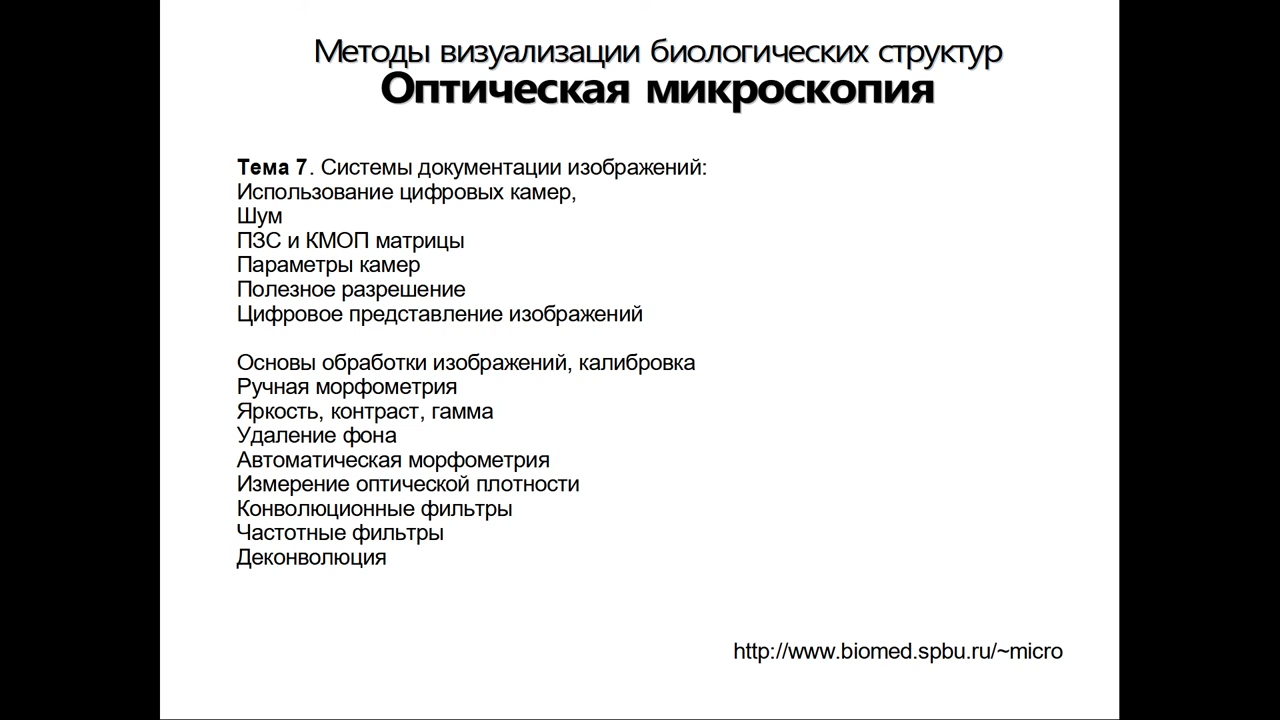 Методы визуализации биологических структур
Оптическая микроскопия
Тема 7. Системы документации изображений:
Использование цифровых камер,
Шум
ПЗС и КМОП матрицы
Параметры камер
Полезное разрешение
Цифровое представление изображений
Основы обработки изображений, калибровка
Ручная морфометрия
Яркость, контраст, гамма
Удаление фона
Автоматическая морфометрия
Измерение оптической плотности
Конволюционные фильтры
Частотные фильтры
Деконволюция
http://www.biomed.spbu.ru/~micro